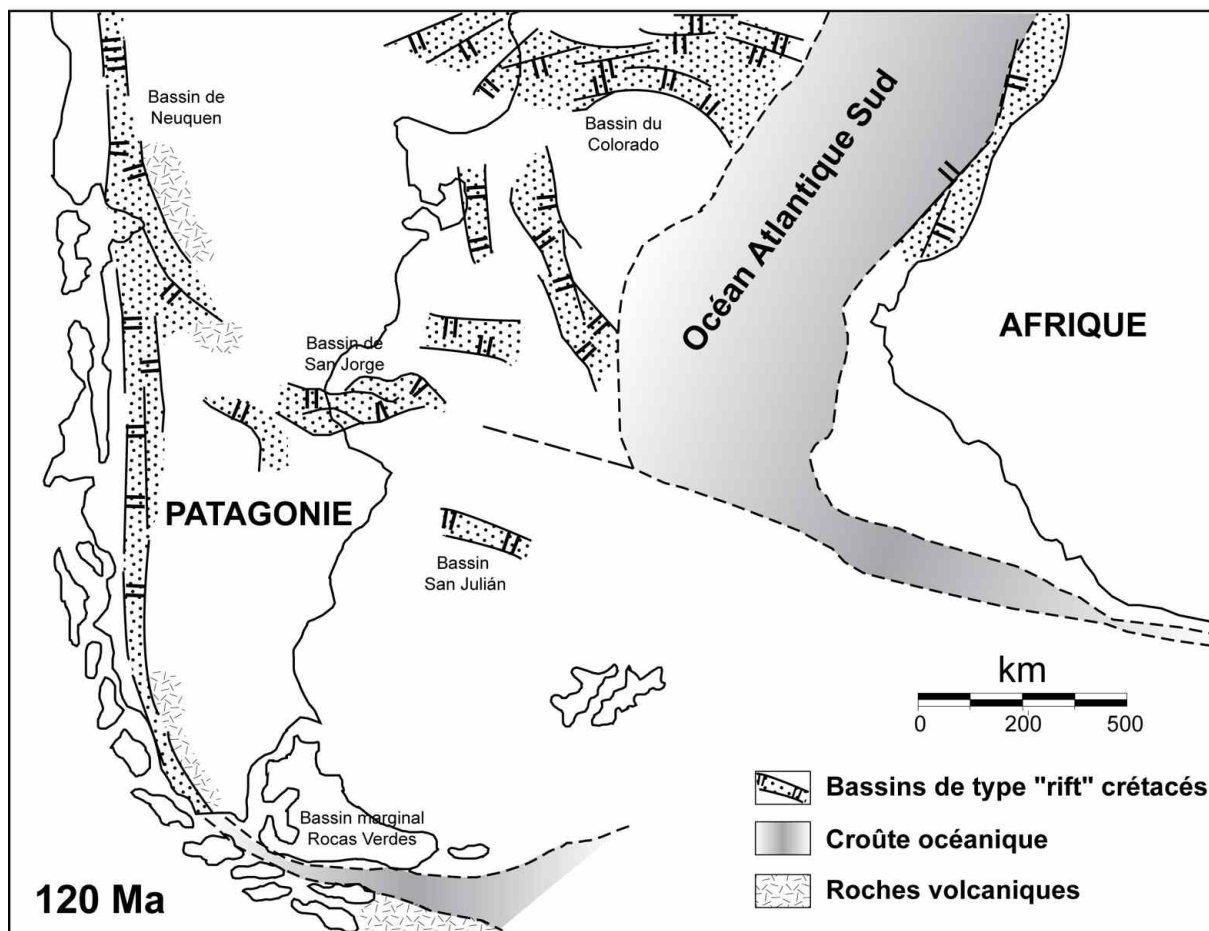 Bassin de
Neuquen
Bassin du
Colorado
Océan Atlantique Sud
AFRIQUE
Bassin de
San Jorge
PATAGONIE
Bassin
San Julián
km
0 200 500
Bassins de type "rift" crétacés
Croûte océanique
Roches volcaniques
Bassin marginal
Rocas Verdes
120 Ma